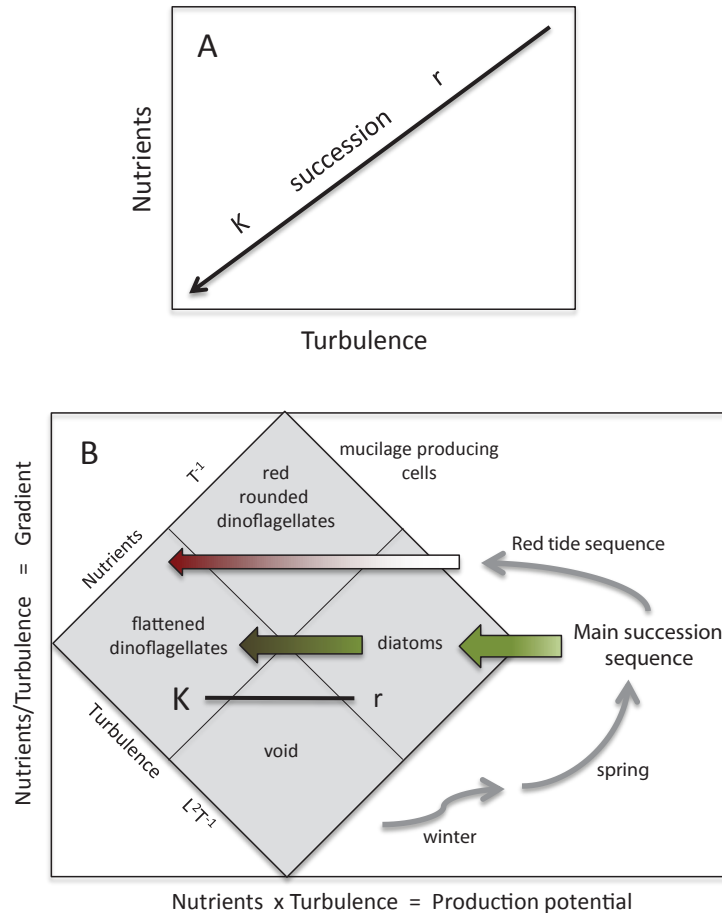 A
Nutrients
r
succession
K
Turbulence
B
Nutrients/Turbulence = Gradient
T-1
Nutrients
red
rounded
dinoflagellates
mucilage producing
cells
Red tide sequence
flattened
dinoflagellates
diatoms
Main succession
sequence
K
r
Turbulence
L2T-1
void
spring
winter
Nutrients x Turbulence = Production potential